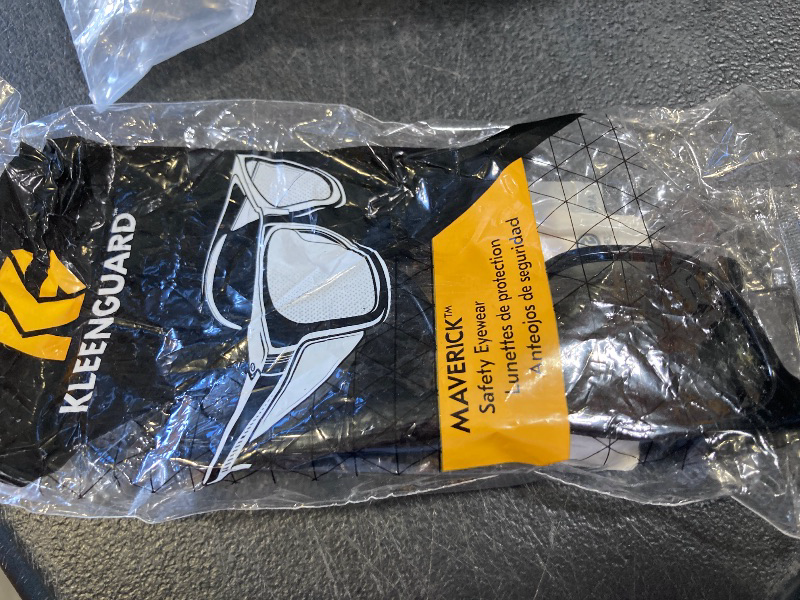 KLEENGUARD
MAVERICK™
Safety Eyewear
Lunettes de protection
Anteojos de seguridad